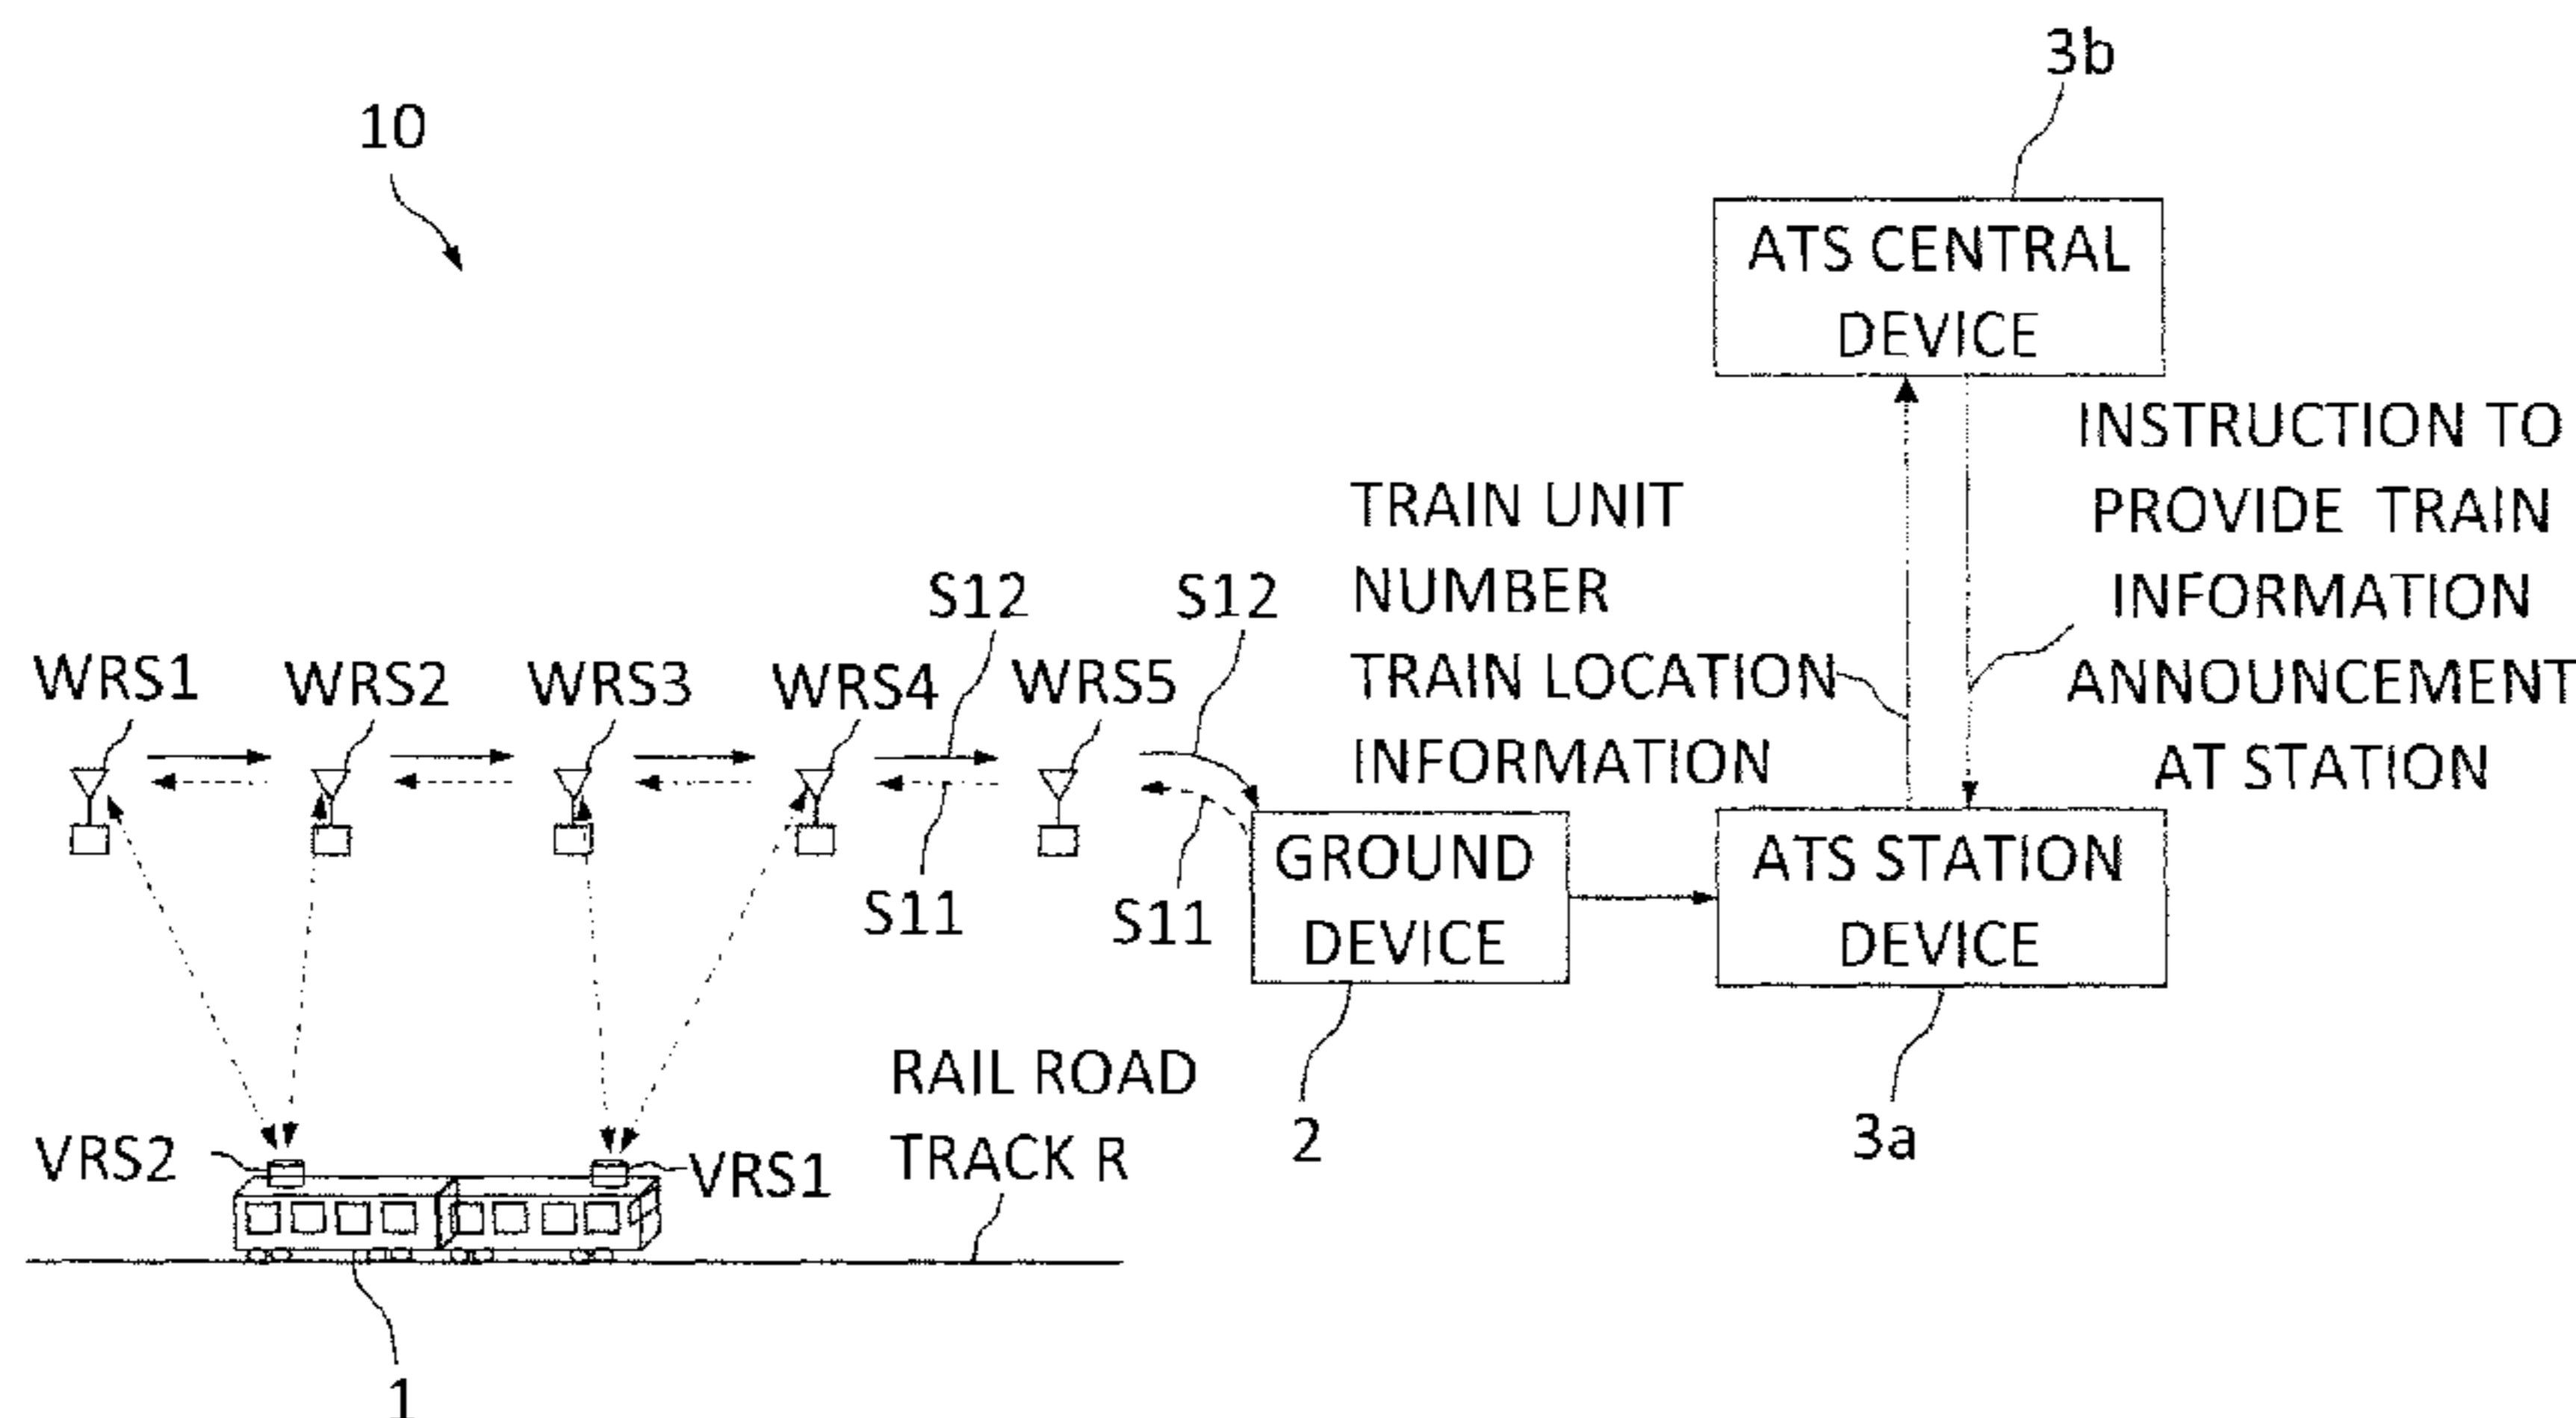 3b
10
ATS CENTRAL
DEVICE
INSTRUCTION TO
PROVIDE TRAIN
INFORMATION
ANNOUNCEMENT
AT STATION
TRAIN UNIT
NUMBER
TRAIN LOCATION
INFORMATION
S12
S12
WRS1
WRS2
WRS3
WRS4
WRS5
S11
S11
GROUND
DEVICE
ATS STATION
DEVICE
RAIL ROAD
TRACK R
2
3a
VRS2
VRS1
1